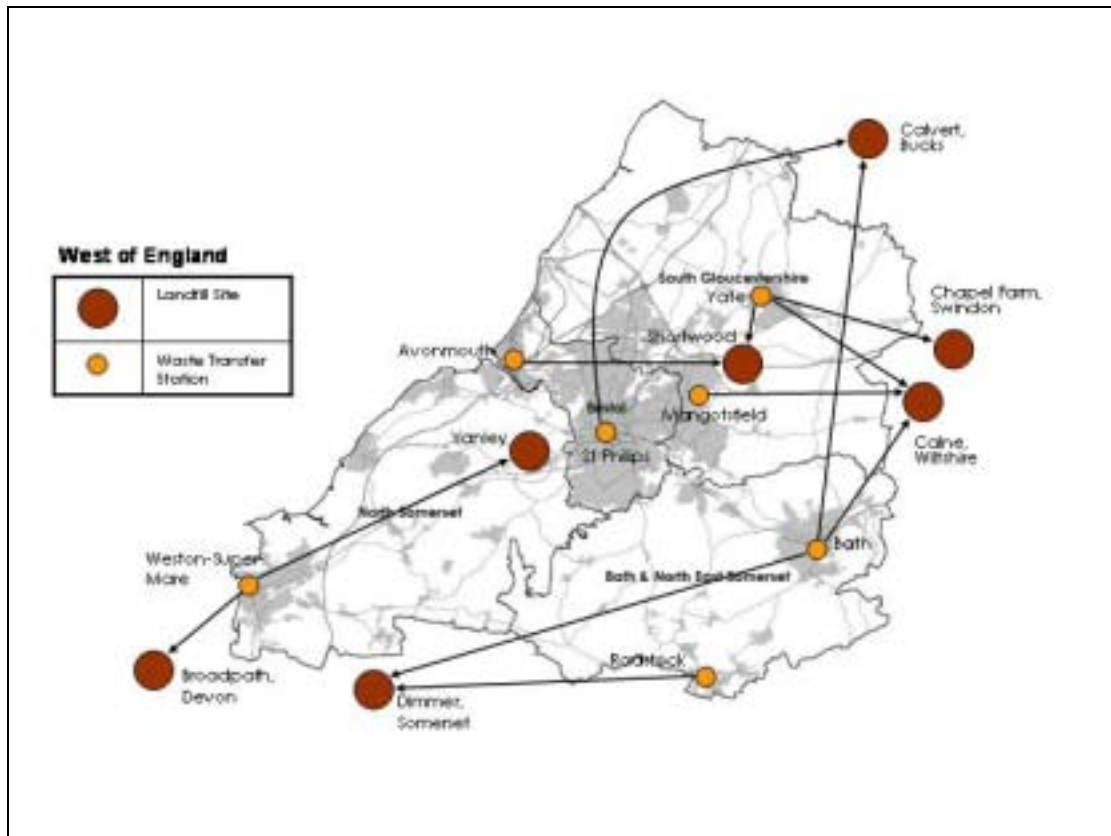 Calvert,
Bucks
West of England
Landfill Site
Waste Transfer
Station
South Gloucestershire
Yate
Chapel Farm,
Swindon
Shortwood
Avonmouth
Mangotsfield
Bristol
St Philips
Yanley
Calne,
Wiltshire
North Somerset
Weston-Super-
Mare
Bath
Bath & North East Somerset
Radstock
Broadpath,
Devon
Dimmer,
Somerset